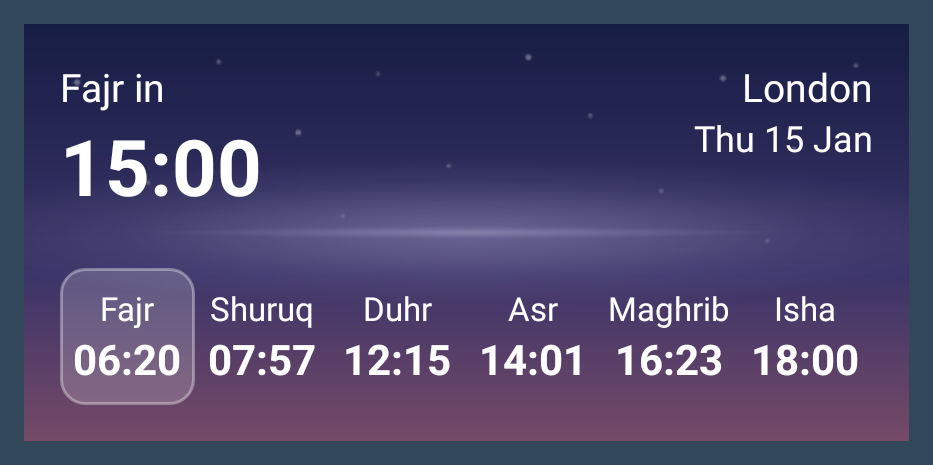 Fajr in
15:00
London
Thu 15 Jan
Fajr Shuruq Duhr Asr Maghrib Isha
06:20 07:57 12:15 14:01 16:23 18:00